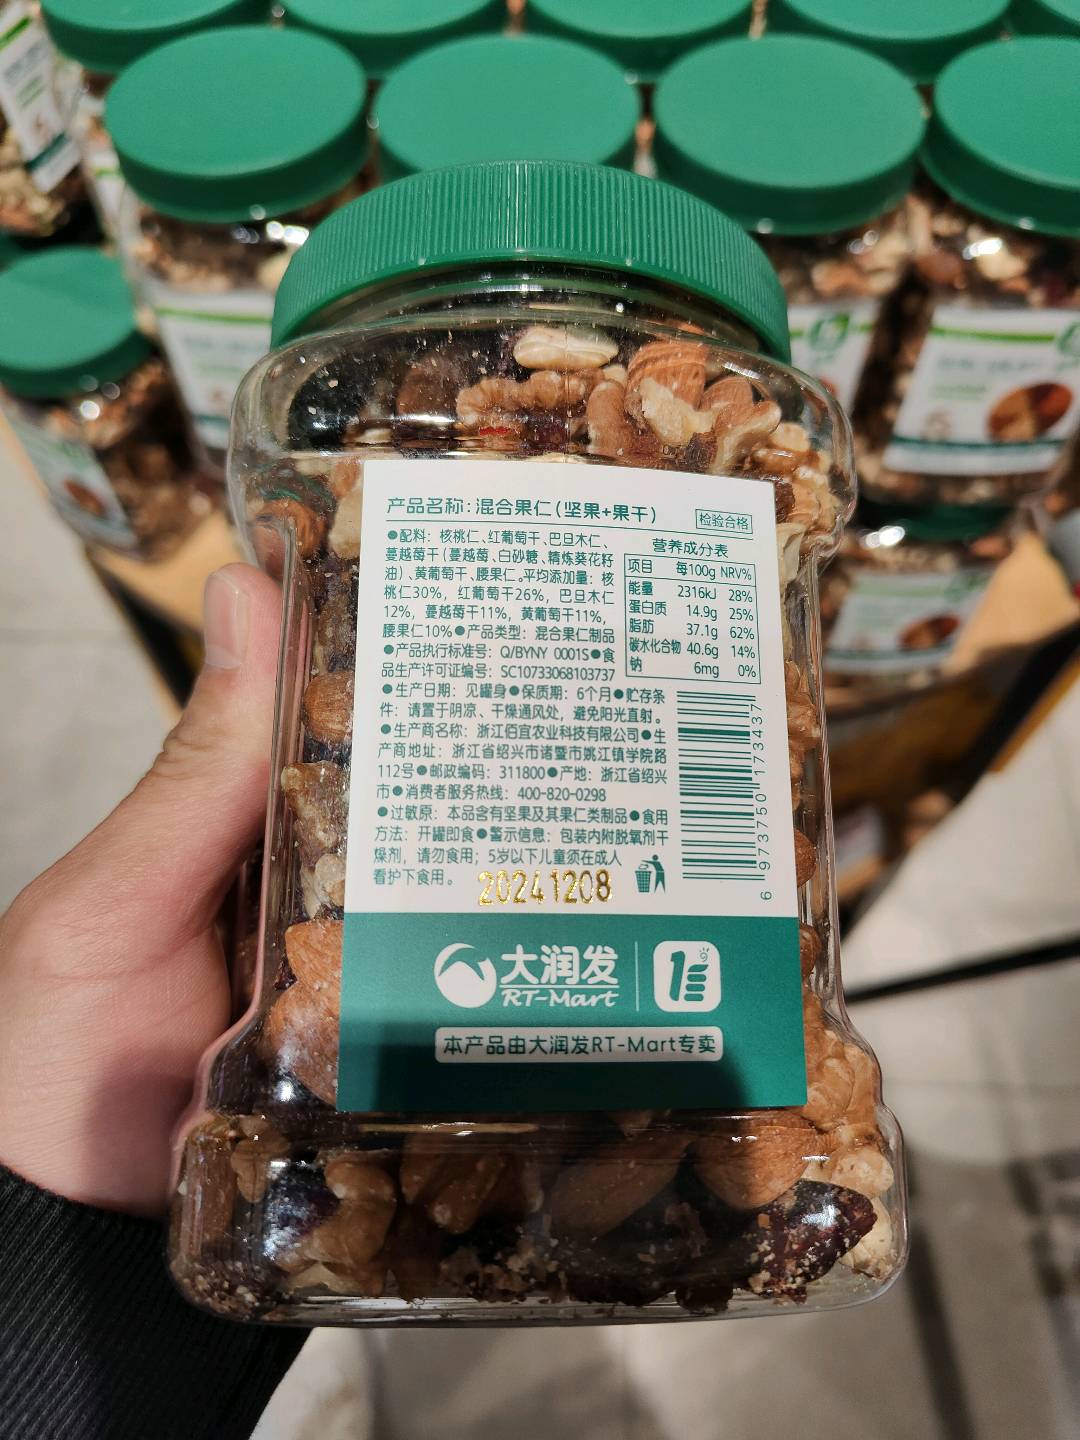 产品名称:混合果仁(坚果+果干)
检验合格
●配料: 核桃仁、红葡萄干、巴旦木仁、
蔓越莓干(蔓越莓、白砂糖、精炼葵花籽
油)、黄葡萄干、腰果仁。平均添加量: 核
桃仁30%, 红葡萄干26%, 巴旦木仁
12%, 蔓越莓干11%, 黄葡萄干11%,
腰果仁10%●产品类型: 混合果仁制品
●产品执行标准号: Q/BYNY 0001S●食
品生产许可证编号: SC10733068103737
●生产日期: 见罐身●保质期: 6个月●贮存条
件: 请置于阴凉、干燥通风处, 避免阳光直射。
●生产商名称: 浙江佰宜农业科技有限公司●生
产商地址: 浙江省绍兴市诸暨市姚江镇学院路
112号●邮政编码: 311800●产地: 浙江省绍兴
市●消费者服务热线: 400-820-0298
●过敏原: 本品含有坚果及其果仁类制品●食用
方法: 开罐即食●警示信息: 包装内附脱氧剂干
燥剂, 请勿食用; 5岁以下儿童须在成人
看护下食用。
20241208
营养成分表
项目 每100g NRV%
能量 2316kJ 28%
蛋白质 14.9g 25%
脂肪 37.1g 62%
碳水化合物 40.6g 14%
钠 6mg 0%
6 973750 173437
大润发
RT-Mart
本产品由大润发RT-Mart专卖